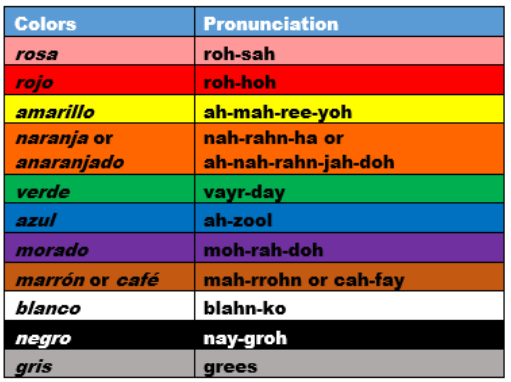 Colors Pronunciation
rosa roh-sah
rojo roh-hoh
amarillo ah-mah-ree-yoh
naranja or nah-rahn-ha or
anaranjado ah-nah-rahn-jah-doh
verde vayr-day
azul ah-zool
morado moh-rah-doh
marrón or café mah-rrohn or cah-fay
blanco blahn-ko
negro nay-groh
gris grees